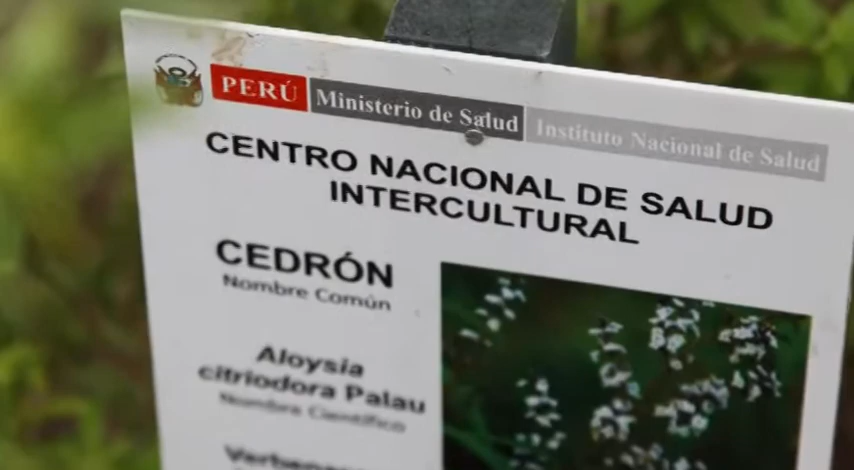 PERÚ Ministerio de Salud Instituto Nacional de Salud
CENTRO NACIONAL DE SALUD
INTERCULTURAL
CEDRÓN
Nombre Común
Aloysia
citriodora Palau
Nombre Científico